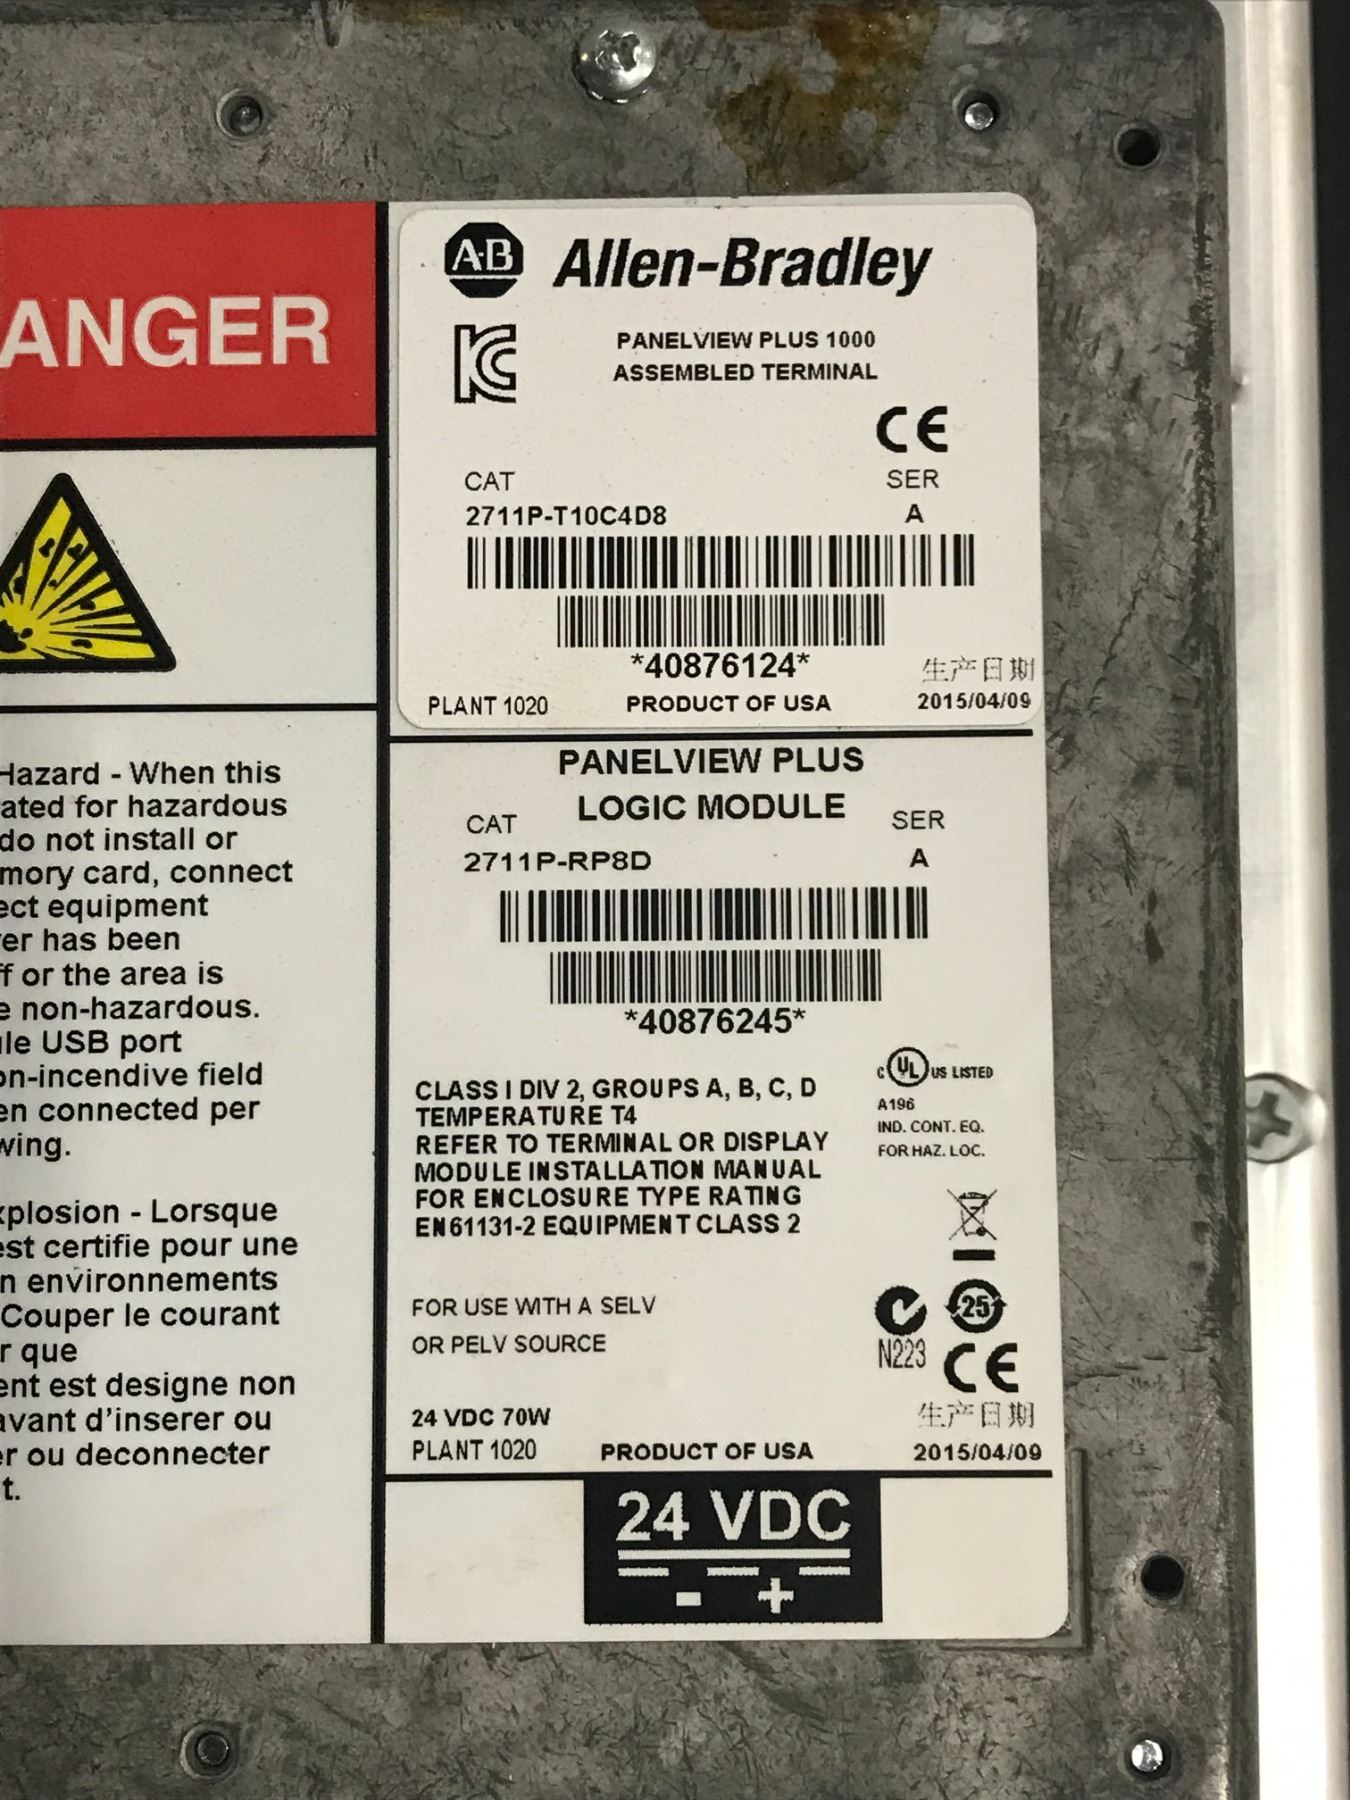 ANGER
Hazard - When this
ated for hazardous
do not install or
mory card, connect
ect equipment
er has been
ff or the area is
e non-hazardous.
le USB port
on-incendive field
en connected per
wing.
xplosion - Lorsque
est certifie pour une
n environnements
Couper le courant
r que
ent est designe non
avant d'inserer ou
er ou deconnecter
t.
A-B Allen-Bradley
PANELVIEW PLUS 1000
ASSEMBLED TERMINAL
CE
CAT SER
2711P-T10C4D8 A
*40876124*
生产日期
PLANT 1020 PRODUCT OF USA 2015/04/09
PANELVIEW PLUS
LOGIC MODULE
CAT SER
2711P-RP8D A
*40876245*
CLASS I DIV 2, GROUPS A, B, C, D
TEMPERATURE T4
REFER TO TERMINAL OR DISPLAY
MODULE INSTALLATION MANUAL
FOR ENCLOSURE TYPE RATING
EN61131-2 EQUIPMENT CLASS 2
C UL US LISTED
A196
IND. CONT. EQ.
FOR HAZ. LOC.
FOR USE WITH A SELV
OR PELV SOURCE
25
N223 CE
24 VDC 70W
生产日期
PLANT 1020 PRODUCT OF USA 2015/04/09
24 VDC
- +